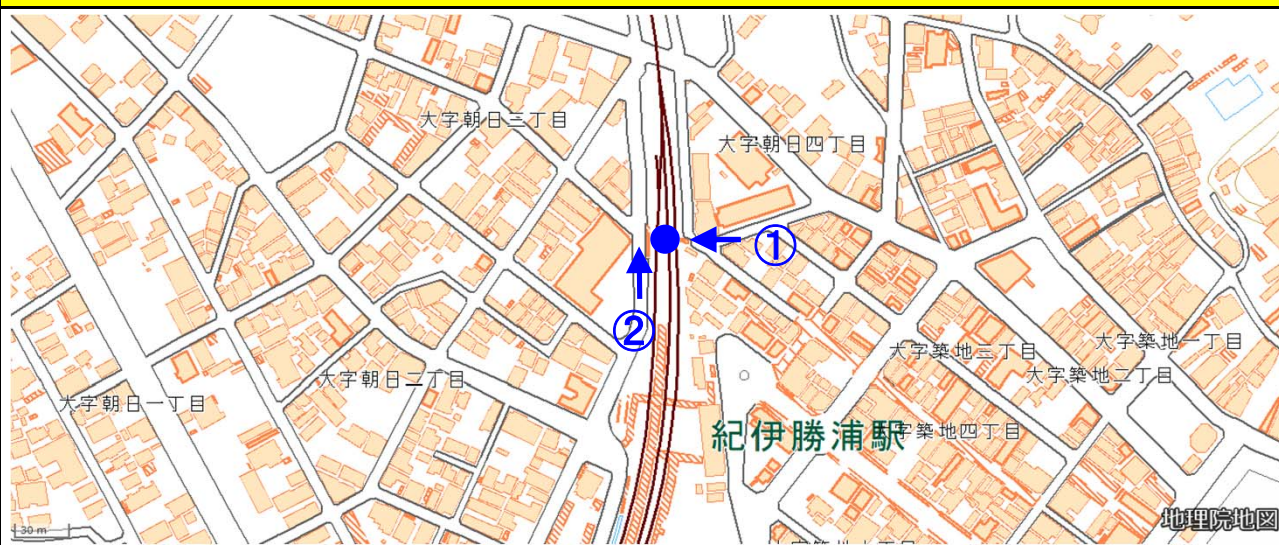 大字朝日三丁目
大字朝日四丁目
①
②
大字築地三丁目
大字築地一丁目
大字築地二丁目
大字朝日二丁目
大字朝日一丁目
紀伊勝浦駅
字築地四丁目
30 m
地理院地図